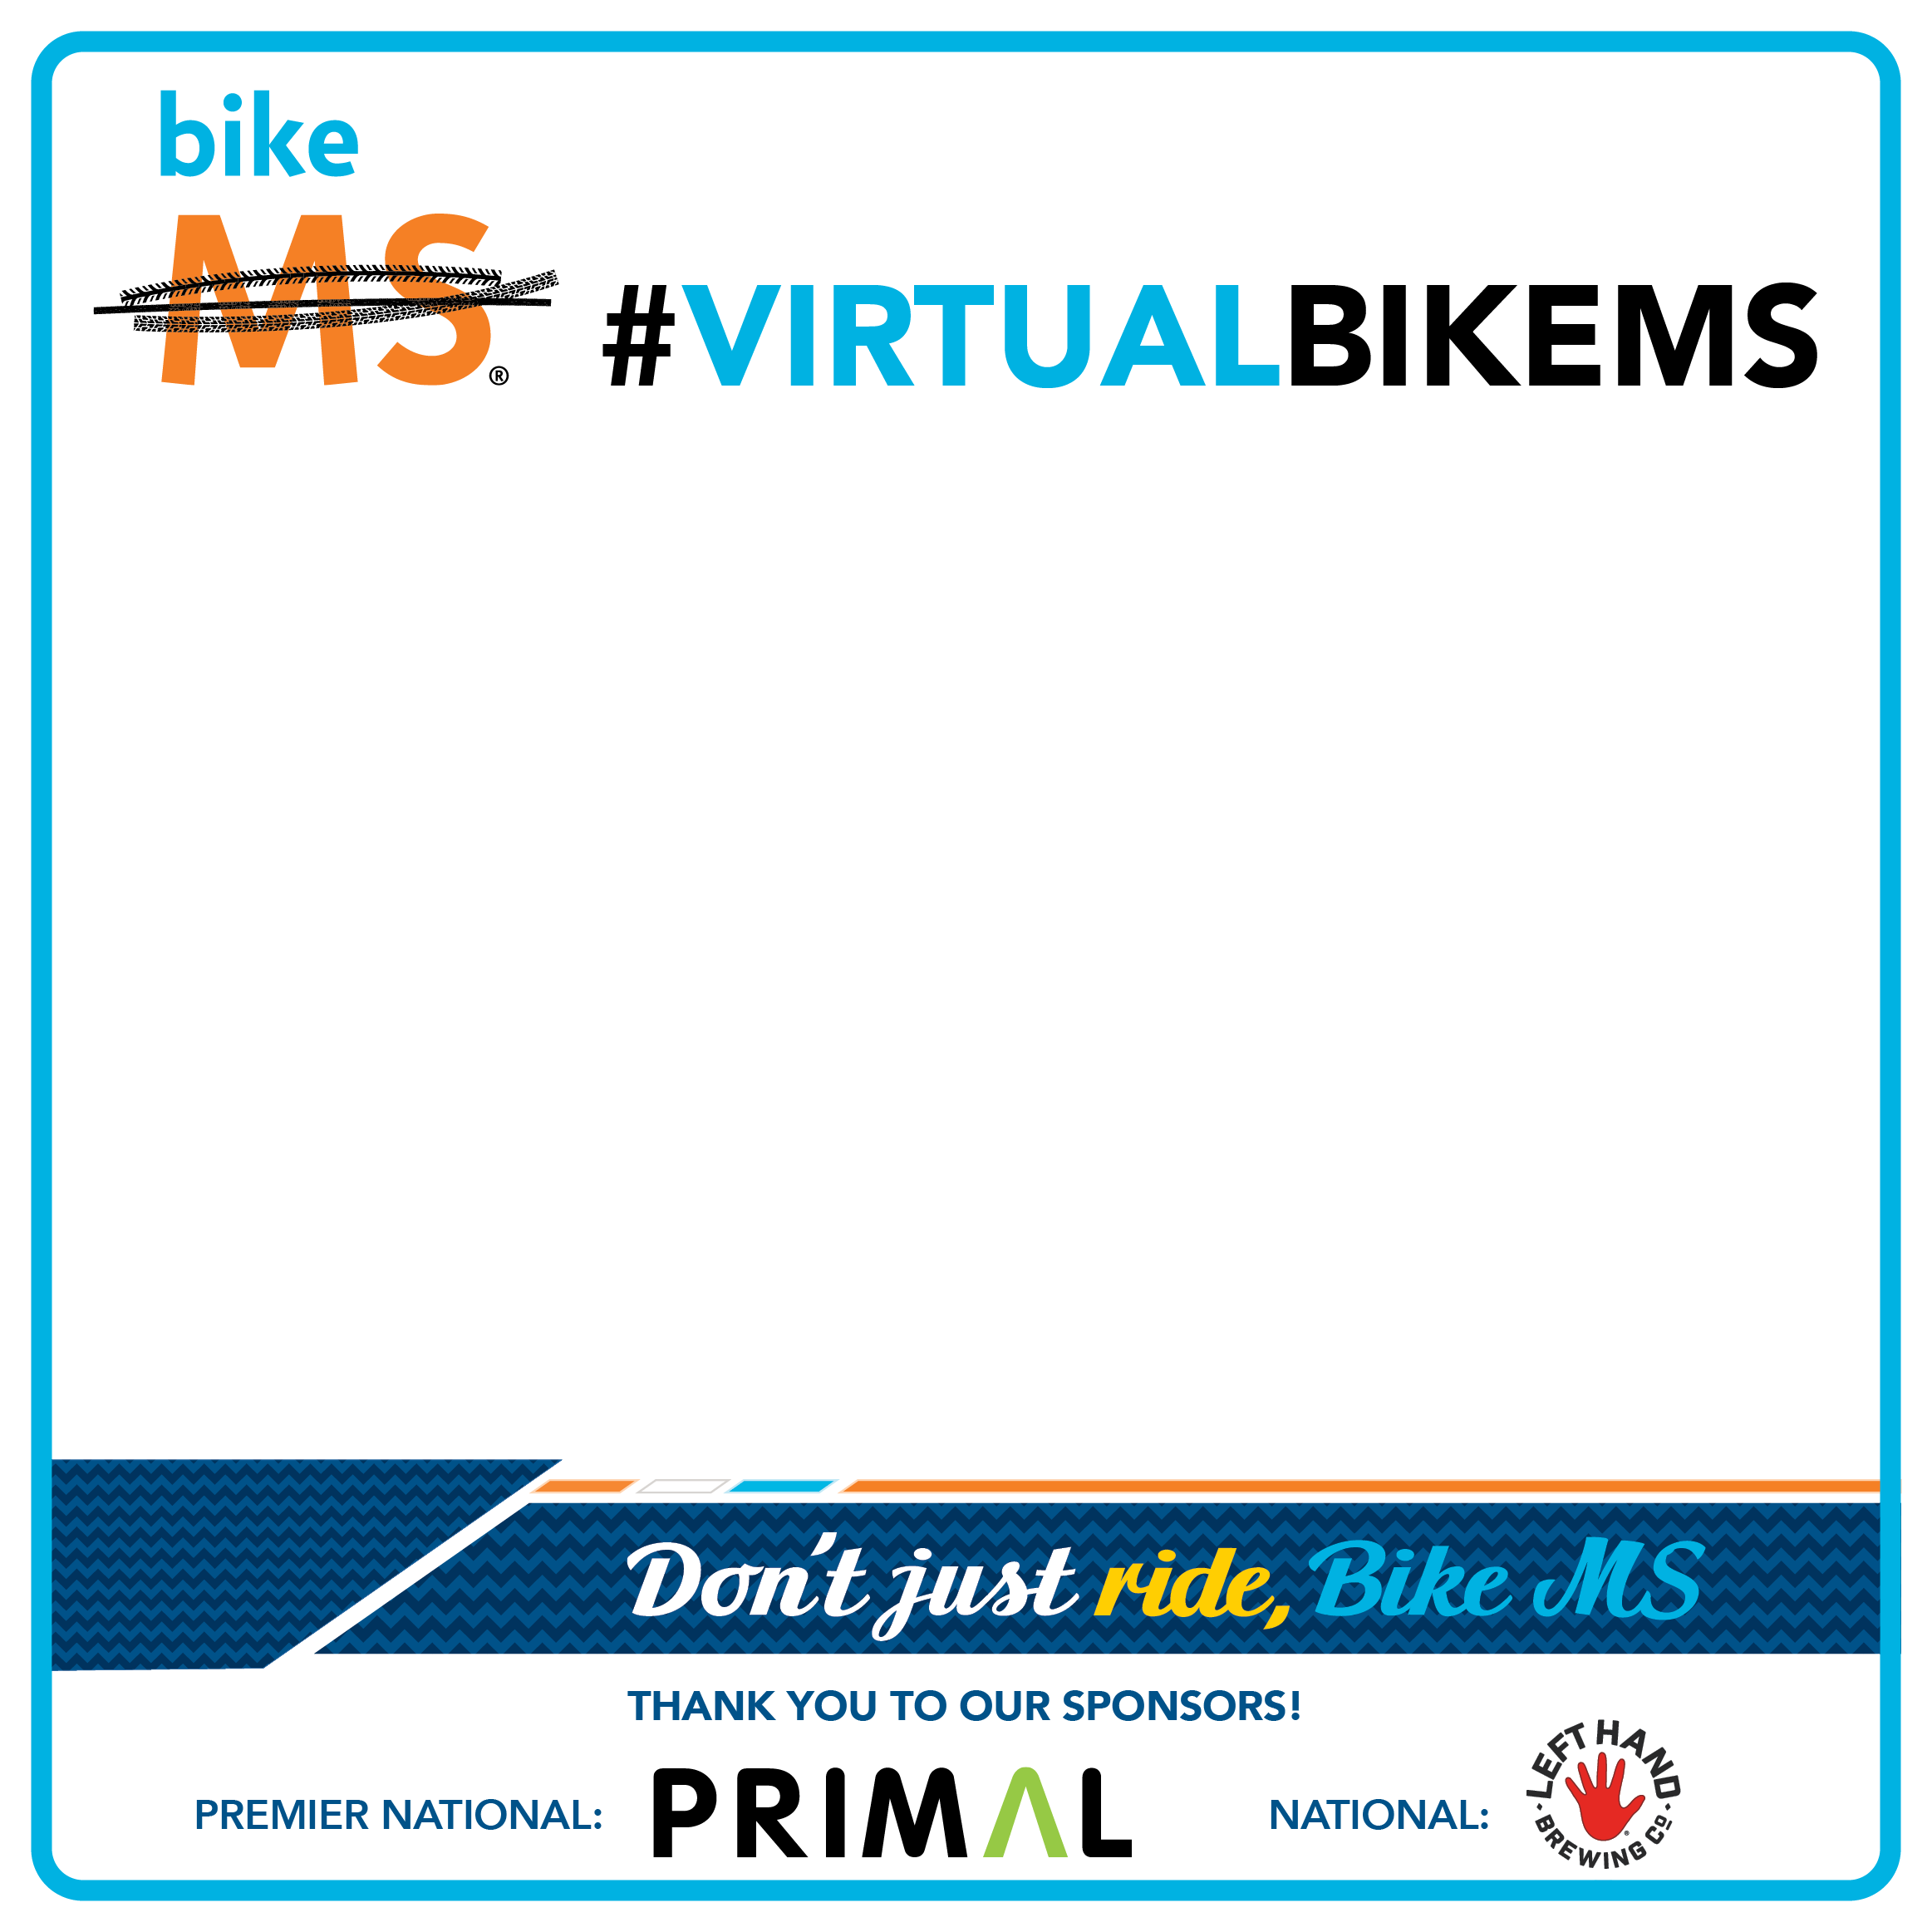 bike
MS®
#VIRTUALBIKEMS
Don't just ride, Bike MS
THANK YOU TO OUR SPONSORS!
PREMIER NATIONAL: PRIMAL NATIONAL: LEFT HAND
BREWING Co